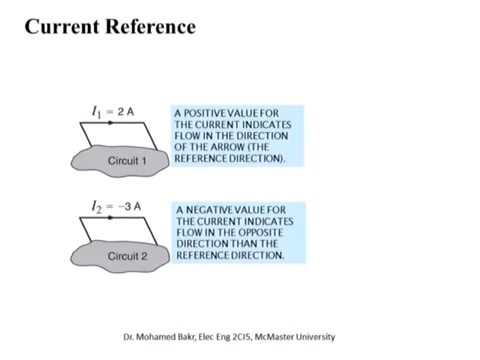 Current Reference
I₁ = 2 A
Circuit 1
A POSITIVE VALUE FOR
THE CURRENT INDICATES
FLOW IN THE DIRECTION
OF THE ARROW (THE
REFERENCE DIRECTION).
I₂ = −3 A
Circuit 2
A NEGATIVE VALUE FOR
THE CURRENT INDICATES
FLOW IN THE OPPOSITE
DIRECTION THAN THE
REFERENCE DIRECTION.
Dr. Mohamed Bakr, Elec Eng 2CI5, McMaster University